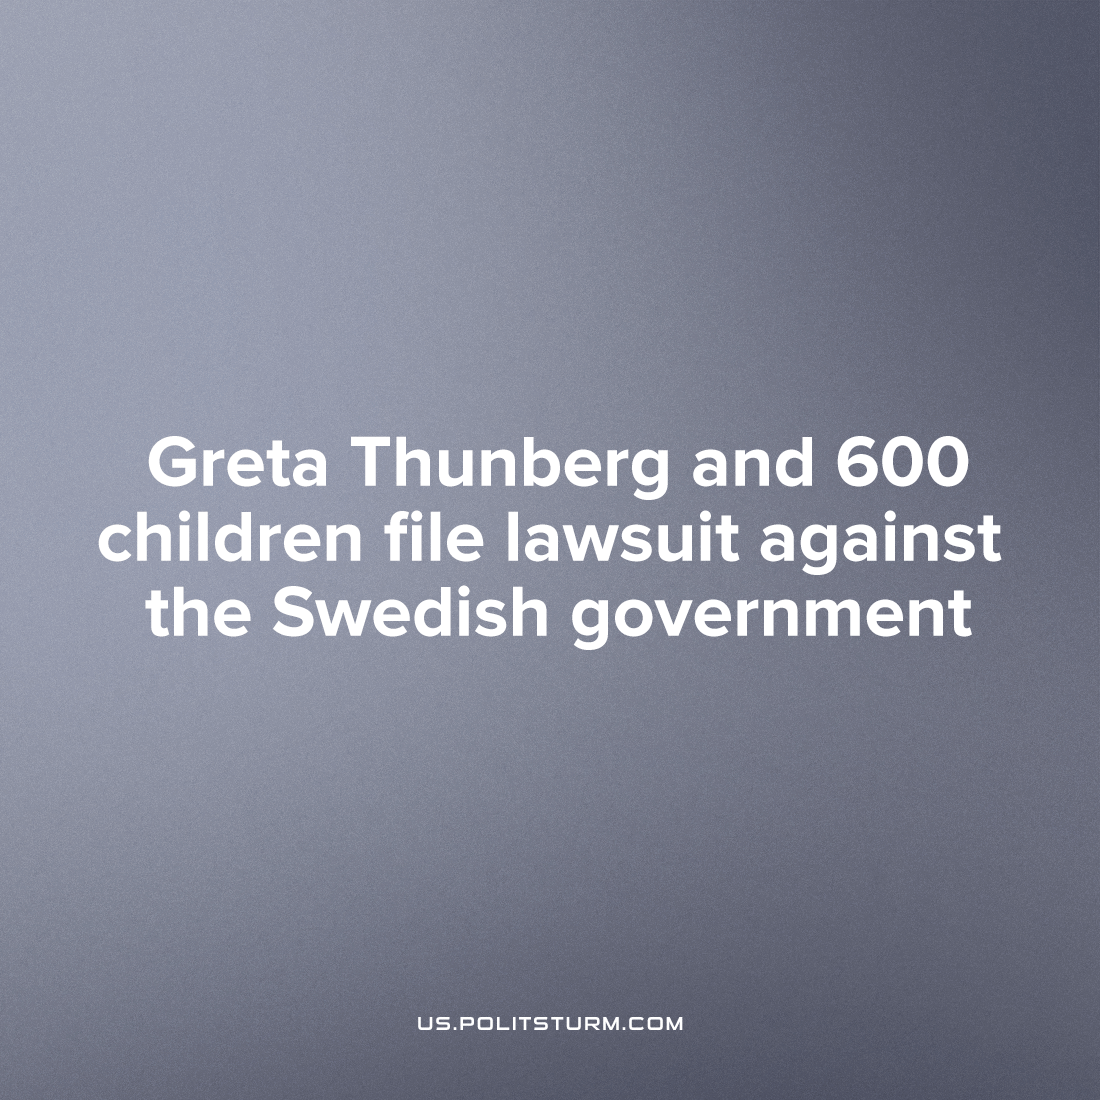 Greta Thunberg and 600
children file lawsuit against
the Swedish government
US.POLITSTURM.COM